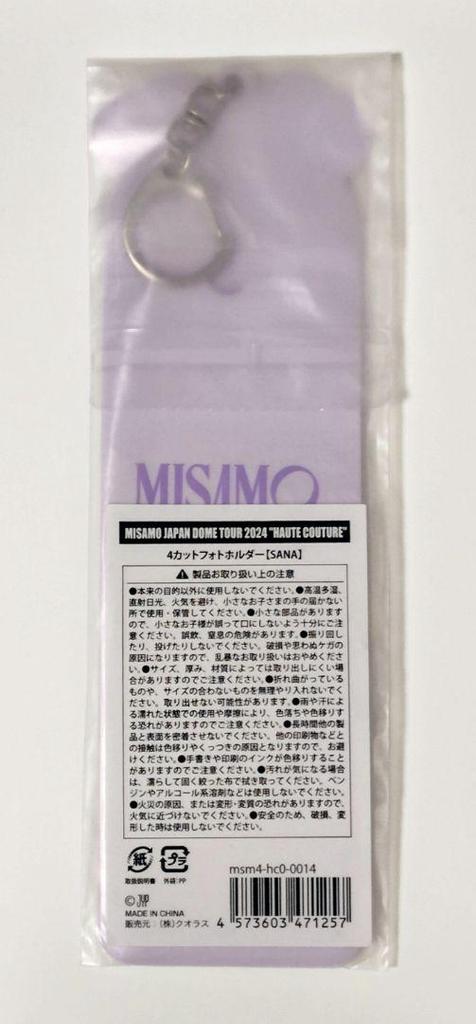 MISAMO
MISAMO JAPAN DOME TOUR 2024 "HAUTE COUTURE"
4カットフォトホルダー【SANA】
⚠ 製品お取り扱い上の注意
●本来の目的以外に使用しないでください。●高温多湿、
直射日光、火気を避け、小さなお子さまの手の届かない
所で使用・保管してください。●小さな部品があります
ので、小さなお子様が誤って口にしないよう十分にご注
意ください。誤飲、窒息の危険があります。●振り回し
たり、投げたりしないでください。破損や思わぬケガの
原因になりますので、乱暴なお取り扱いはおやめくださ
い。●サイズ、厚み、材質によっては取り出しにくい場
合がありますのでご注意ください。●折れ曲がっている
ものや、サイズの合わないものを無理やり入れないでく
ださい。取り出せない可能性があります。●雨や汗によ
る濡れた状態での使用や摩擦により、色落ちや色移りす
る恐れがありますのでご注意ください。●長時間他の製
品と表面を密着させないでください。他の印刷物などと
の接触は色移りやくっつきの原因となりますので、お避
けください。●手書きや印刷のインクが色移りすること
がありますのでご注意ください。●汚れが気になる場合
は、濡らして固く絞った布で拭き取ってください。ベン
ジンやアルコール系溶剤などは使用しないでください。
●火災の原因、または変形・変質の恐れがありますので、
火気に近づけないでください。●安全のため、破損、変
形した時は使用しないでください。
紙 プラ
取扱説明書 外袋:PP
msm4-hc0-0014
© JYP
MADE IN CHINA
販売元:(株)クオラス
4 573603 471257